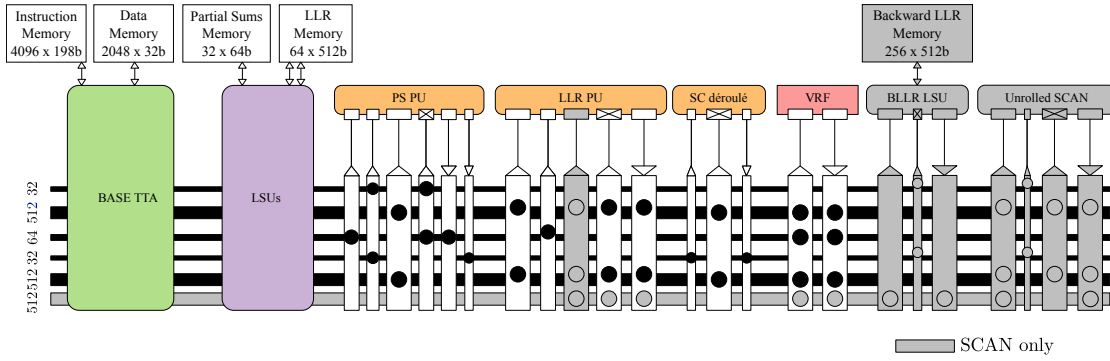 Instruction
Memory
4096 x 198b
Data
Memory
2048 x 32b
Partial Sums
Memory
32 x 64b
LLR
Memory
64 x 512b
Backward LLR
Memory
256 x 512b
PS PU
LLR PU
SC déroulé
VRF
BLLR LSU
Unrolled SCAN
BASE TTA
LSUs
32
512
64
32
512
512
SCAN only